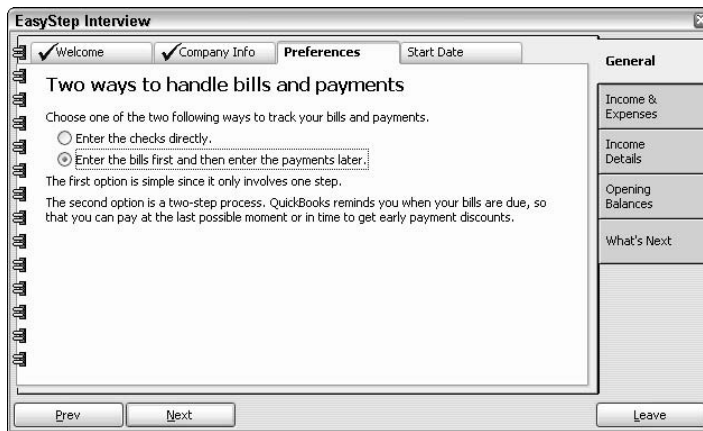 EasyStep Interview
Welcome
Company Info
Preferences
Start Date
Two ways to handle bills and payments
Choose one of the two following ways to track your bills and payments.
Enter the checks directly.
Enter the bills first and then enter the payments later.
The first option is simple since it only involves one step.
The second option is a two-step process. QuickBooks reminds you when your bills are due, so
that you can pay at the last possible moment or in time to get early payment discounts.
General
Income &
Expenses
Income
Details
Opening
Balances
What's Next
Prev
Next
Leave